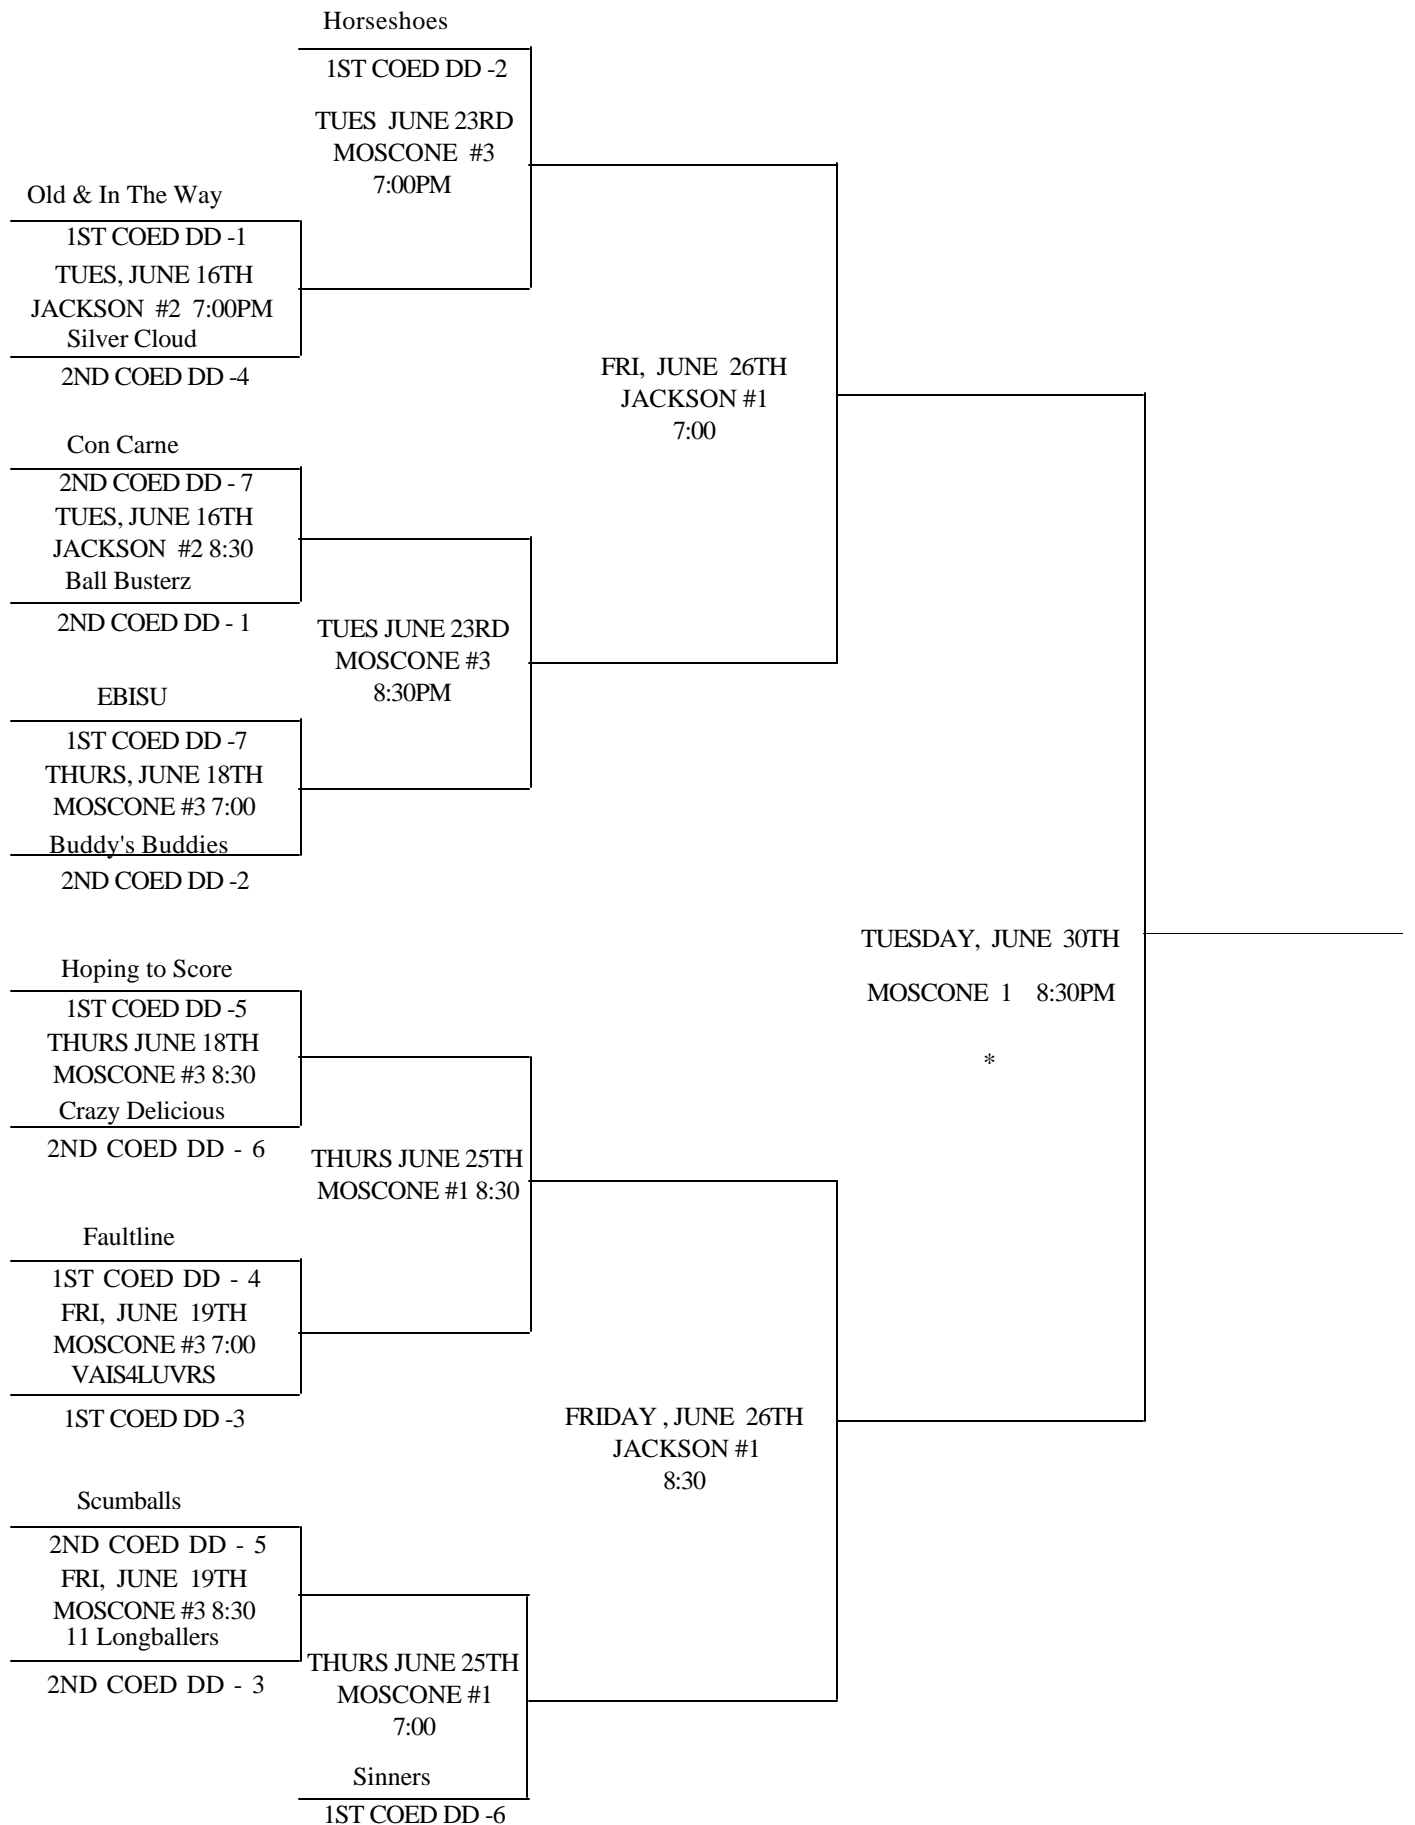 Horseshoes
1ST COED DD -2
TUES JUNE 23RD
MOSCONE #3
7:00PM
Old & In The Way
1ST COED DD -1
TUES, JUNE 16TH
JACKSON #2 7:00PM
Silver Cloud
2ND COED DD -4
FRI, JUNE 26TH
JACKSON #1
7:00
Con Carne
2ND COED DD - 7
TUES, JUNE 16TH
JACKSON #2 8:30
Ball Busterz
2ND COED DD - 1
TUES JUNE 23RD
MOSCONE #3
8:30PM
EBISU
1ST COED DD -7
THURS, JUNE 18TH
MOSCONE #3 7:00
Buddy's Buddies
2ND COED DD -2
TUESDAY, JUNE 30TH
MOSCONE 1 8:30PM
*
Hoping to Score
1ST COED DD -5
THURS JUNE 18TH
MOSCONE #3 8:30
Crazy Delicious
2ND COED DD - 6
THURS JUNE 25TH
MOSCONE #1 8:30
Faultline
1ST COED DD - 4
FRI, JUNE 19TH
MOSCONE #3 7:00
VAIS4LUVRS
1ST COED DD -3
FRIDAY , JUNE 26TH
JACKSON #1
8:30
Scumballs
2ND COED DD - 5
FRI, JUNE 19TH
MOSCONE #3 8:30
11 Longballers
2ND COED DD - 3
THURS JUNE 25TH
MOSCONE #1
7:00
Sinners
1ST COED DD -6